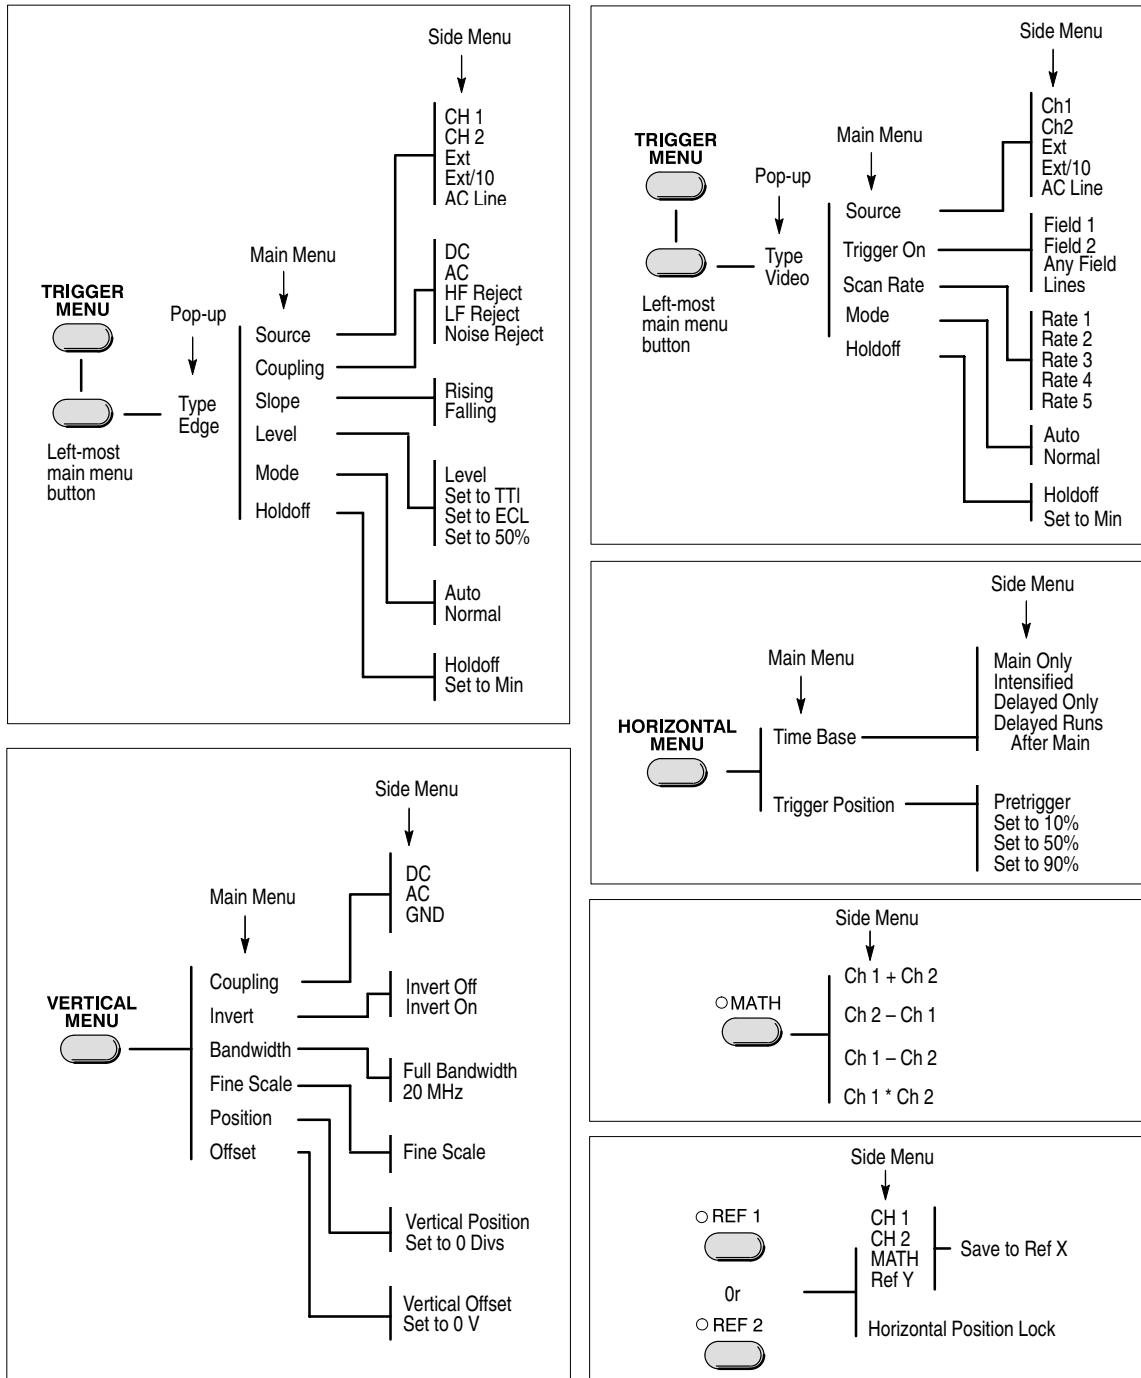 Side Menu
CH 1
CH 2
Ext
Ext/10
AC Line
Main Menu
DC
AC
HF Reject
LF Reject
Noise Reject
TRIGGER
MENU
Pop-up
Source
Coupling
Slope
Level
Mode
Holdoff
Type
Edge
Rising
Falling
Left-most
main menu
button
Level
Set to TTl
Set to ECL
Set to 50%
Auto
Normal
Holdoff
Set to Min
Side Menu
Ch1
Ch2
Ext
Ext/10
AC Line
TRIGGER
MENU
Main Menu
Pop-up
Source
Trigger On
Scan Rate
Mode
Holdoff
Type
Video
Field 1
Field 2
Any Field
Lines
Left-most
main menu
button
Rate 1
Rate 2
Rate 3
Rate 4
Rate 5
Auto
Normal
Holdoff
Set to Min
Side Menu
Main Menu
Main Only
Intensified
Delayed Only
Delayed Runs
After Main
HORIZONTAL
MENU
Time Base
Trigger Position
Pretrigger
Set to 10%
Set to 50%
Set to 90%
Side Menu
Main Menu
DC
AC
GND
VERTICAL
MENU
Coupling
Invert
Bandwidth
Fine Scale
Position
Offset
Invert Off
Invert On
Full Bandwidth
20 MHz
Fine Scale
Vertical Position
Set to 0 Divs
Vertical Offset
Set to 0 V
Side Menu
MATH
Ch 1 + Ch 2
Ch 2 – Ch 1
Ch 1 – Ch 2
Ch 1 * Ch 2
Side Menu
REF 1
0r
REF 2
CH 1
CH 2
MATH
Ref Y
Save to Ref X
Horizontal Position Lock